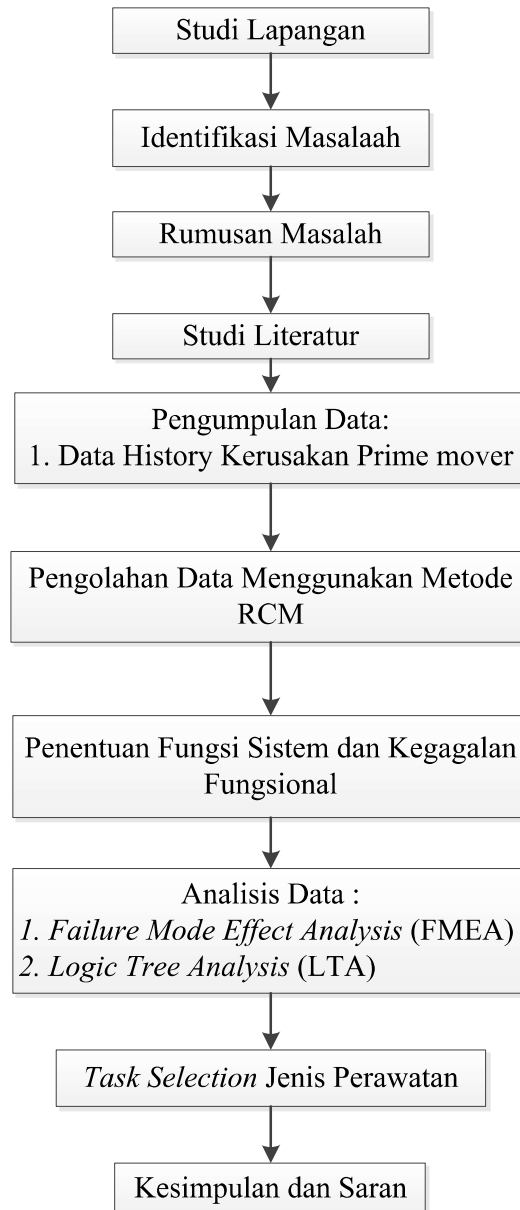 Studi Lapangan
Identifikasi Masalaah
Rumusan Masalah
Studi Literatur
Pengumpulan Data:
1. Data History Kerusakan Prime mover
Pengolahan Data Menggunakan Metode
RCM
Penentuan Fungsi Sistem dan Kegagalan
Fungsional
Analisis Data :
1. Failure Mode Effect Analysis (FMEA)
2. Logic Tree Analysis (LTA)
Task Selection Jenis Perawatan
Kesimpulan dan Saran